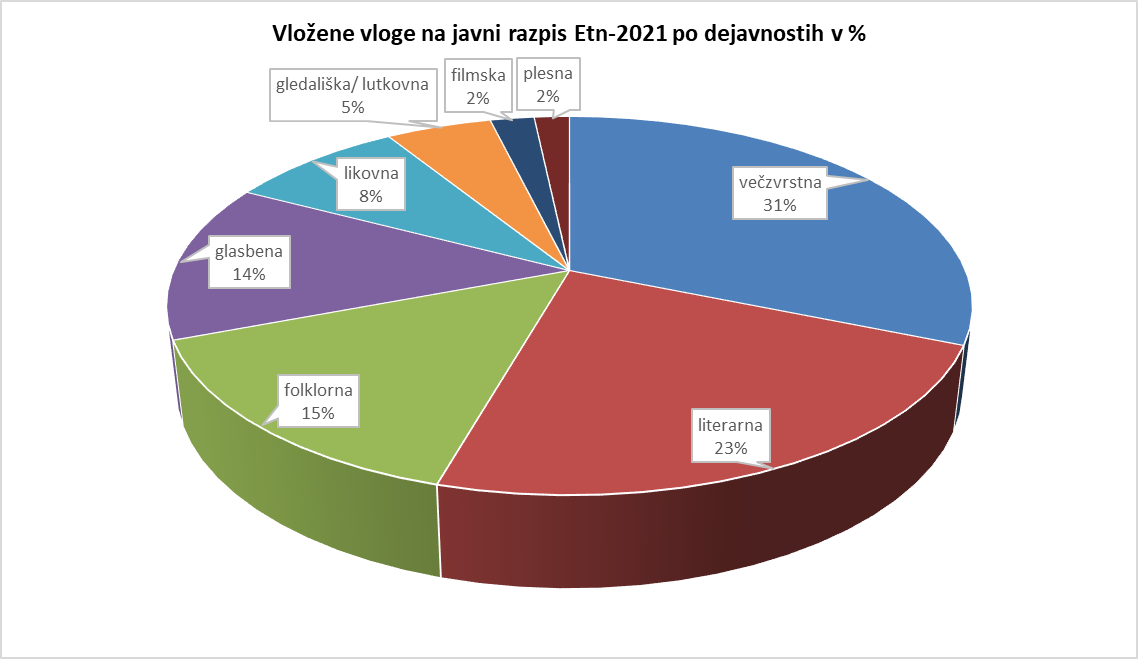 Vložene vloge na javni razpis Etn-2021 po dejavnostih v %
večzvrstna
31%
literarna
23%
folklorna
15%
glasbena
14%
likovna
8%
gledališka/ lutkovna
5%
filmska
2%
plesna
2%